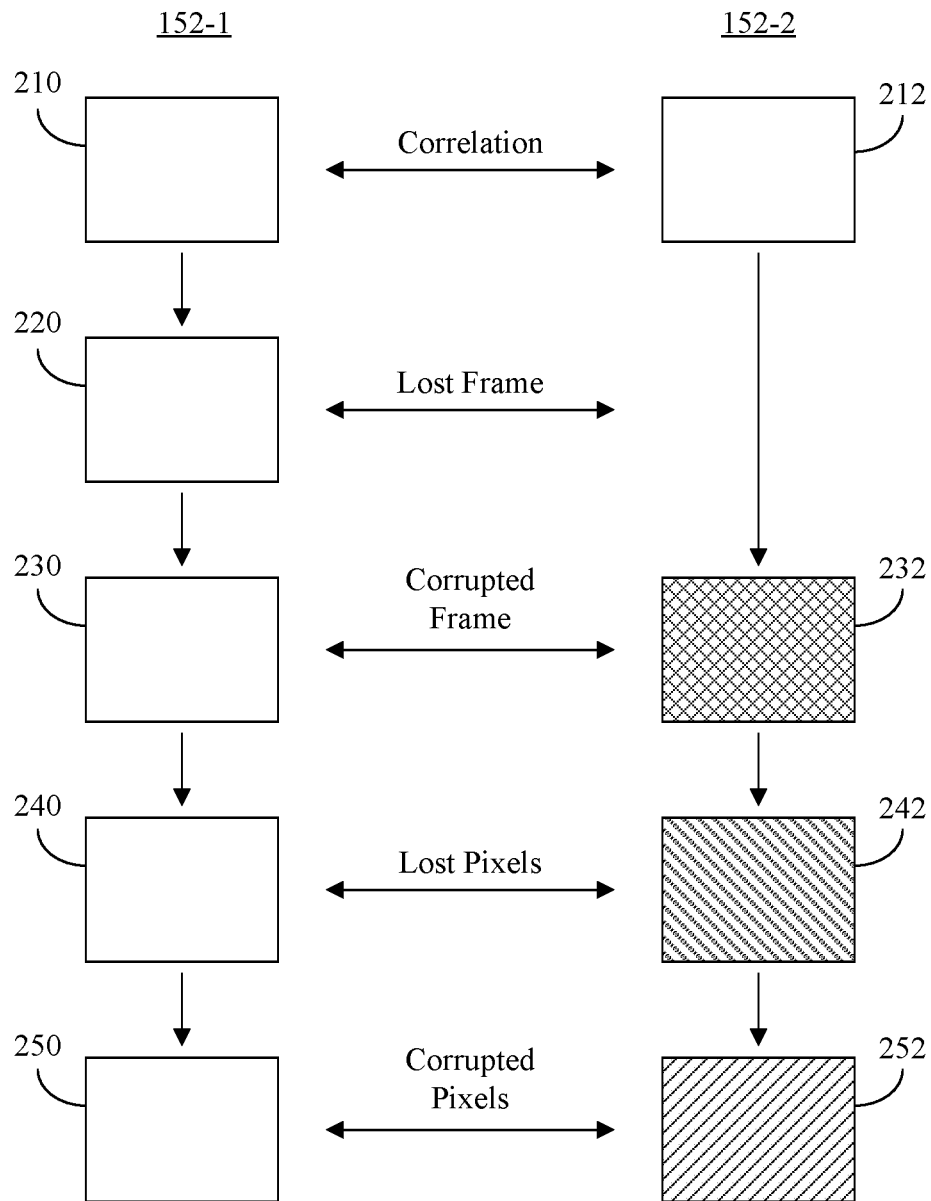 152-1
152-2
210
Correlation
212
220
Lost Frame
230
Corrupted
Frame
232
240
Lost Pixels
242
250
Corrupted
Pixels
252